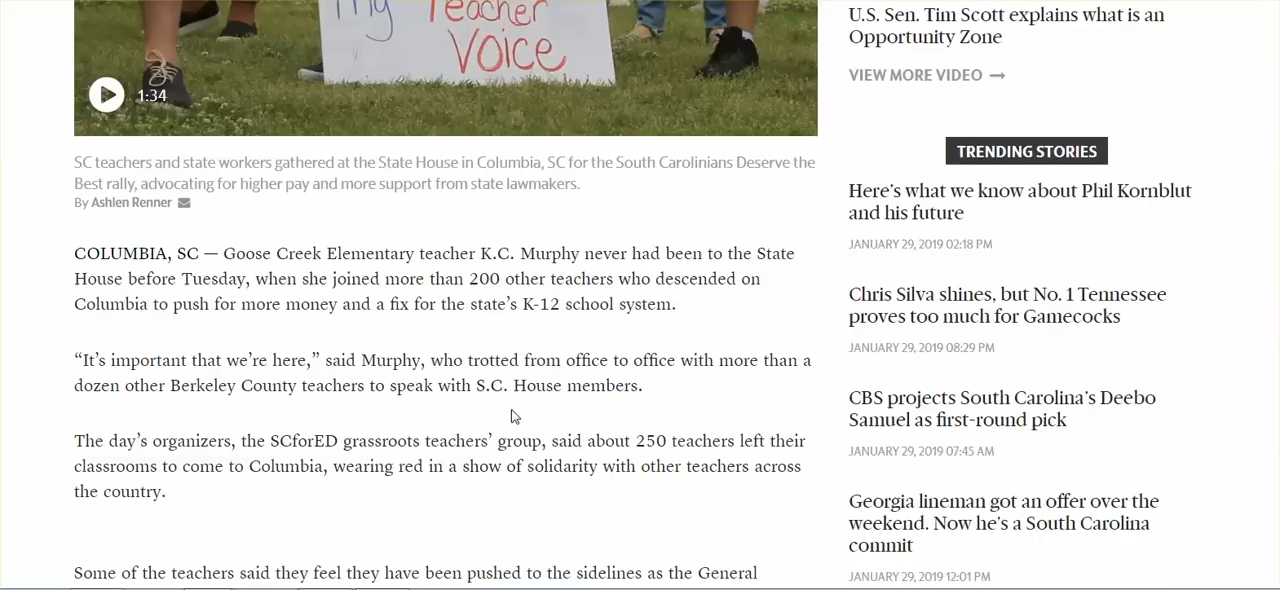 my Teacher
VOICE
1:34
SC teachers and state workers gathered at the State House in Columbia, SC for the South Carolinians Deserve the
Best rally, advocating for higher pay and more support from state lawmakers.
By Ashlen Renner
COLUMBIA, SC — Goose Creek Elementary teacher K.C. Murphy never had been to the State
House before Tuesday, when she joined more than 200 other teachers who descended on
Columbia to push for more money and a fix for the state’s K-12 school system.
“It’s important that we’re here,” said Murphy, who trotted from office to office with more than a
dozen other Berkeley County teachers to speak with S.C. House members.
The day’s organizers, the SCforED grassroots teachers’ group, said about 250 teachers left their
classrooms to come to Columbia, wearing red in a show of solidarity with other teachers across
the country.
Some of the teachers said they feel they have been pushed to the sidelines as the General
U.S. Sen. Tim Scott explains what is an
Opportunity Zone
VIEW MORE VIDEO →
TRENDING STORIES
Here’s what we know about Phil Kornblut
and his future
JANUARY 29, 2019 02:18 PM
Chris Silva shines, but No. 1 Tennessee
proves too much for Gamecocks
JANUARY 29, 2019 08:29 PM
CBS projects South Carolina’s Deebo
Samuel as first-round pick
JANUARY 29, 2019 07:45 AM
Georgia lineman got an offer over the
weekend. Now he’s a South Carolina
commit
JANUARY 29, 2019 12:01 PM